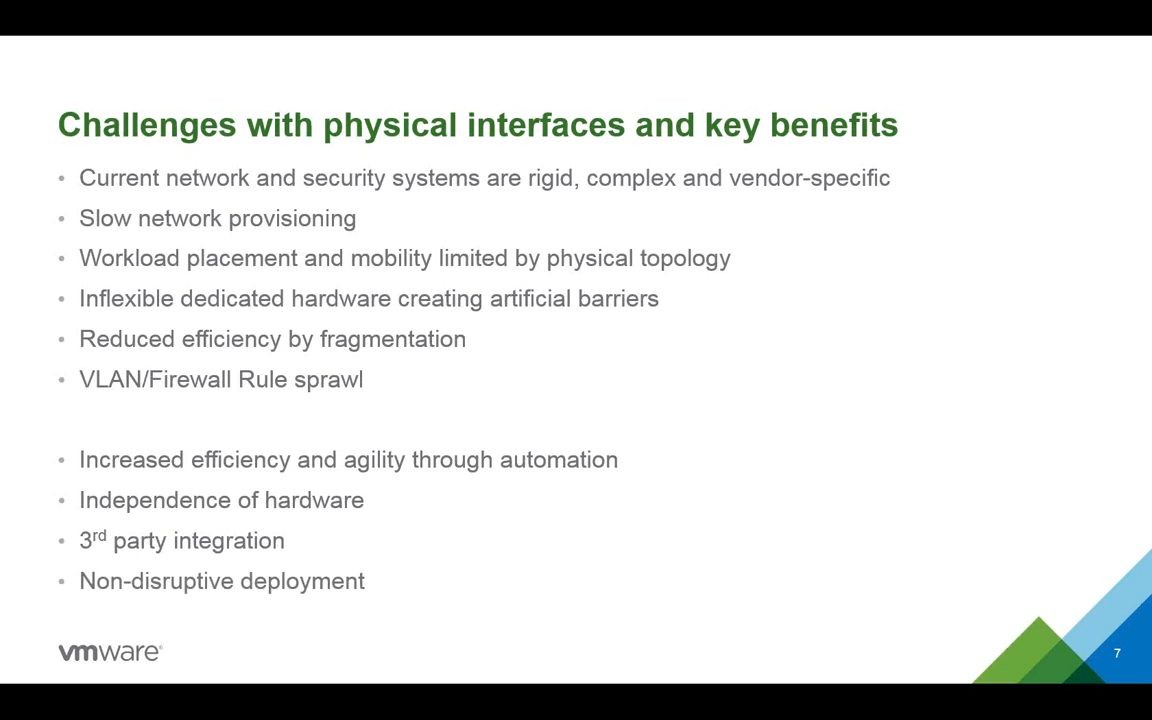 Challenges with physical interfaces and key benefits
• Current network and security systems are rigid, complex and vendor-specific
• Slow network provisioning
• Workload placement and mobility limited by physical topology
• Inflexible dedicated hardware creating artificial barriers
• Reduced efficiency by fragmentation
• VLAN/Firewall Rule sprawl
• Increased efficiency and agility through automation
• Independence of hardware
• 3rd party integration
• Non-disruptive deployment
vmware®
7